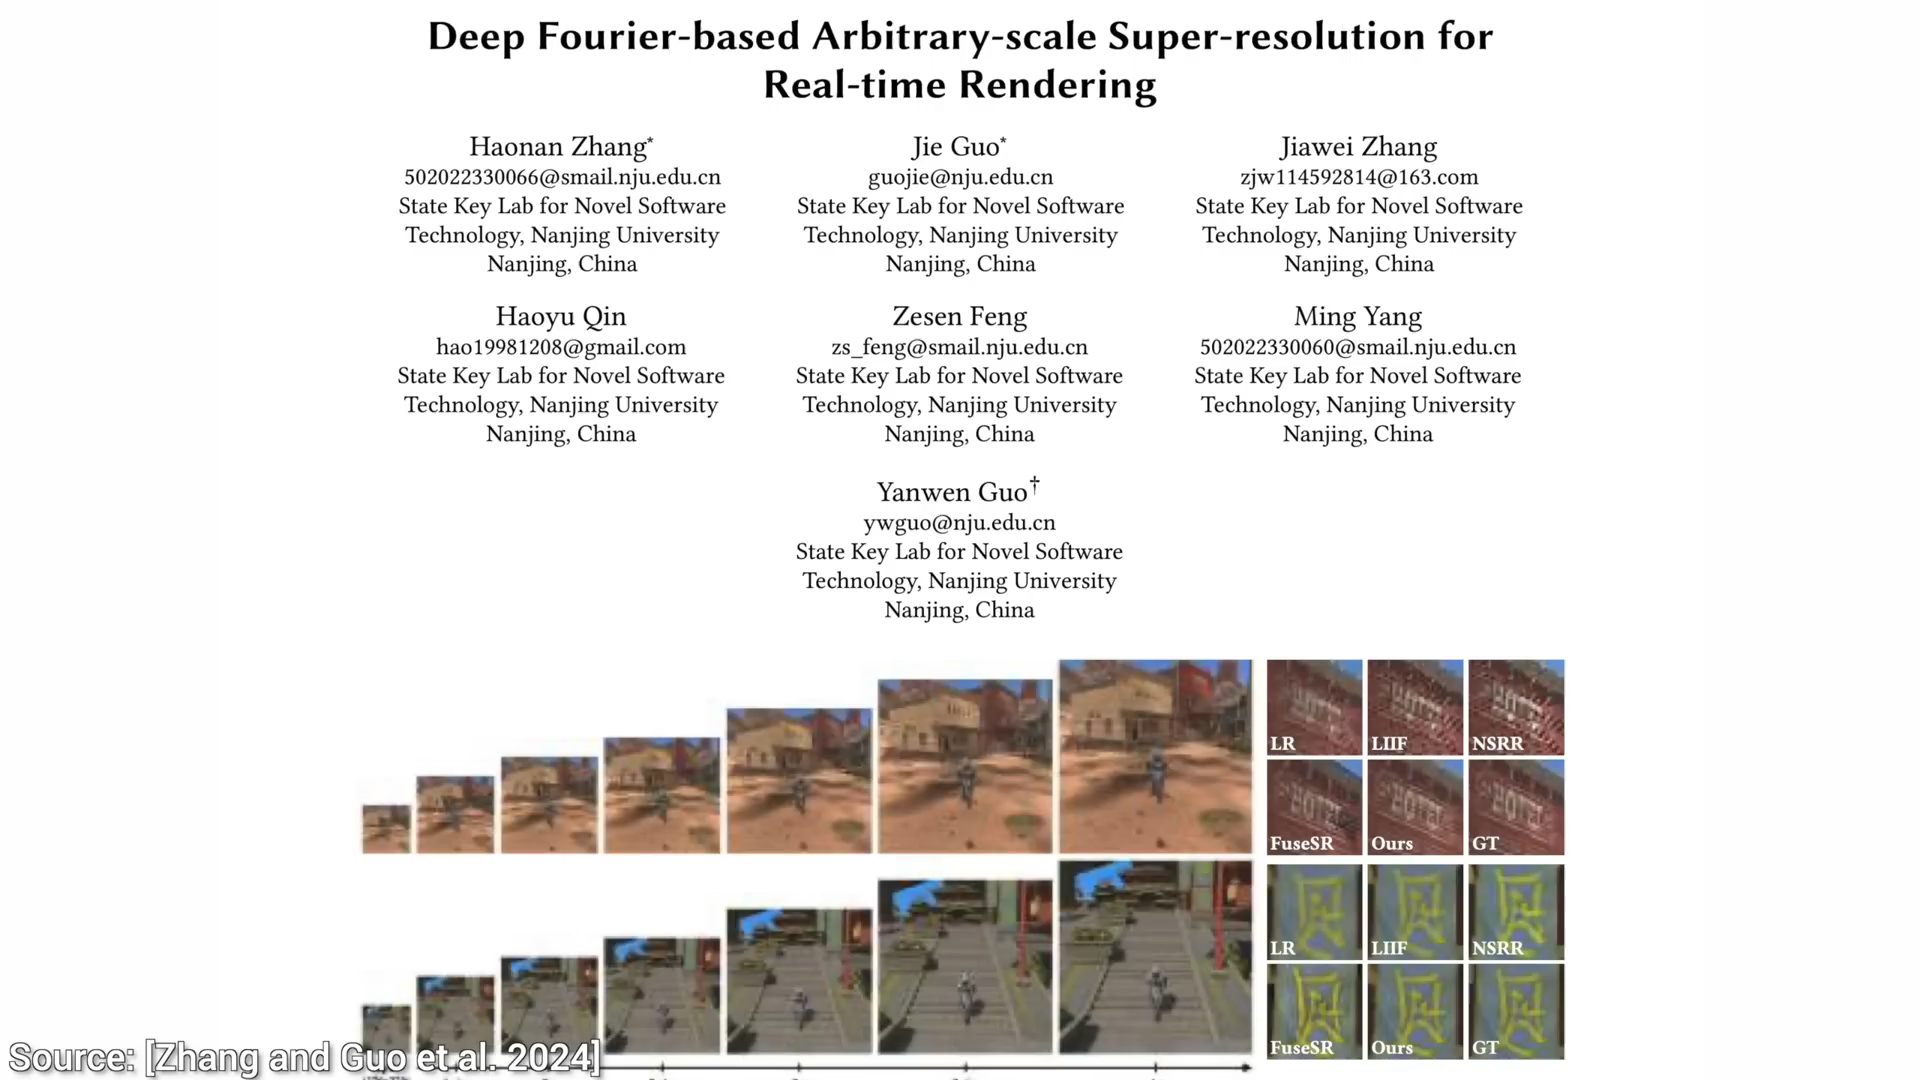 Deep Fourier-based Arbitrary-scale Super-resolution for
Real-time Rendering
Haonan Zhang*
502022330066@smail.nju.edu.cn
State Key Lab for Novel Software
Technology, Nanjing University
Nanjing, China
Jie Guo*
guojie@nju.edu.cn
State Key Lab for Novel Software
Technology, Nanjing University
Nanjing, China
Jiawei Zhang
zjw114592814@163.com
State Key Lab for Novel Software
Technology, Nanjing University
Nanjing, China
Haoyu Qin
hao19981208@gmail.com
State Key Lab for Novel Software
Technology, Nanjing University
Nanjing, China
Zesen Feng
zs_feng@smail.nju.edu.cn
State Key Lab for Novel Software
Technology, Nanjing University
Nanjing, China
Ming Yang
502022330060@smail.nju.edu.cn
State Key Lab for Novel Software
Technology, Nanjing University
Nanjing, China
Yanwen Guo†
ywguo@nju.edu.cn
State Key Lab for Novel Software
Technology, Nanjing University
Nanjing, China
LR
LIIF
NSRR
FuseSR
Ours
GT
LR
LIIF
NSRR
FuseSR
Ours
GT
Source: [Zhang and Guo et al. 2024]